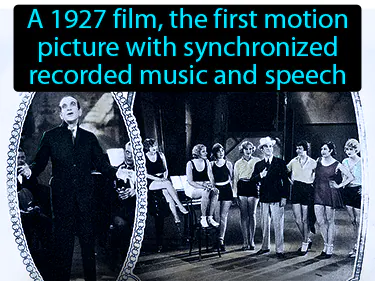 A 1927 film, the first motion
picture with synchronized
recorded music and speech